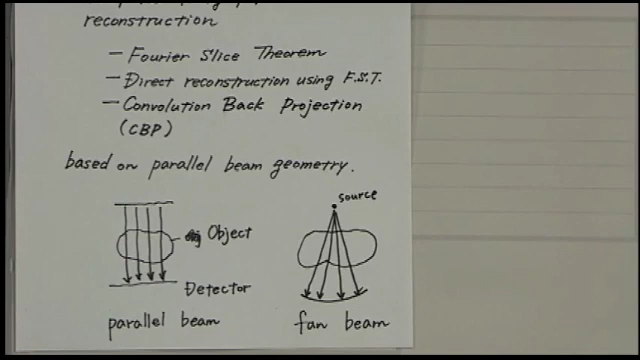 reconstruction
- Fourier Slice Theorem
- Direct reconstruction using F.S.T.
- Convolution Back Projection
(CBP)
based on parallel beam geometry.
source
Object
Detector
parallel beam
fan beam